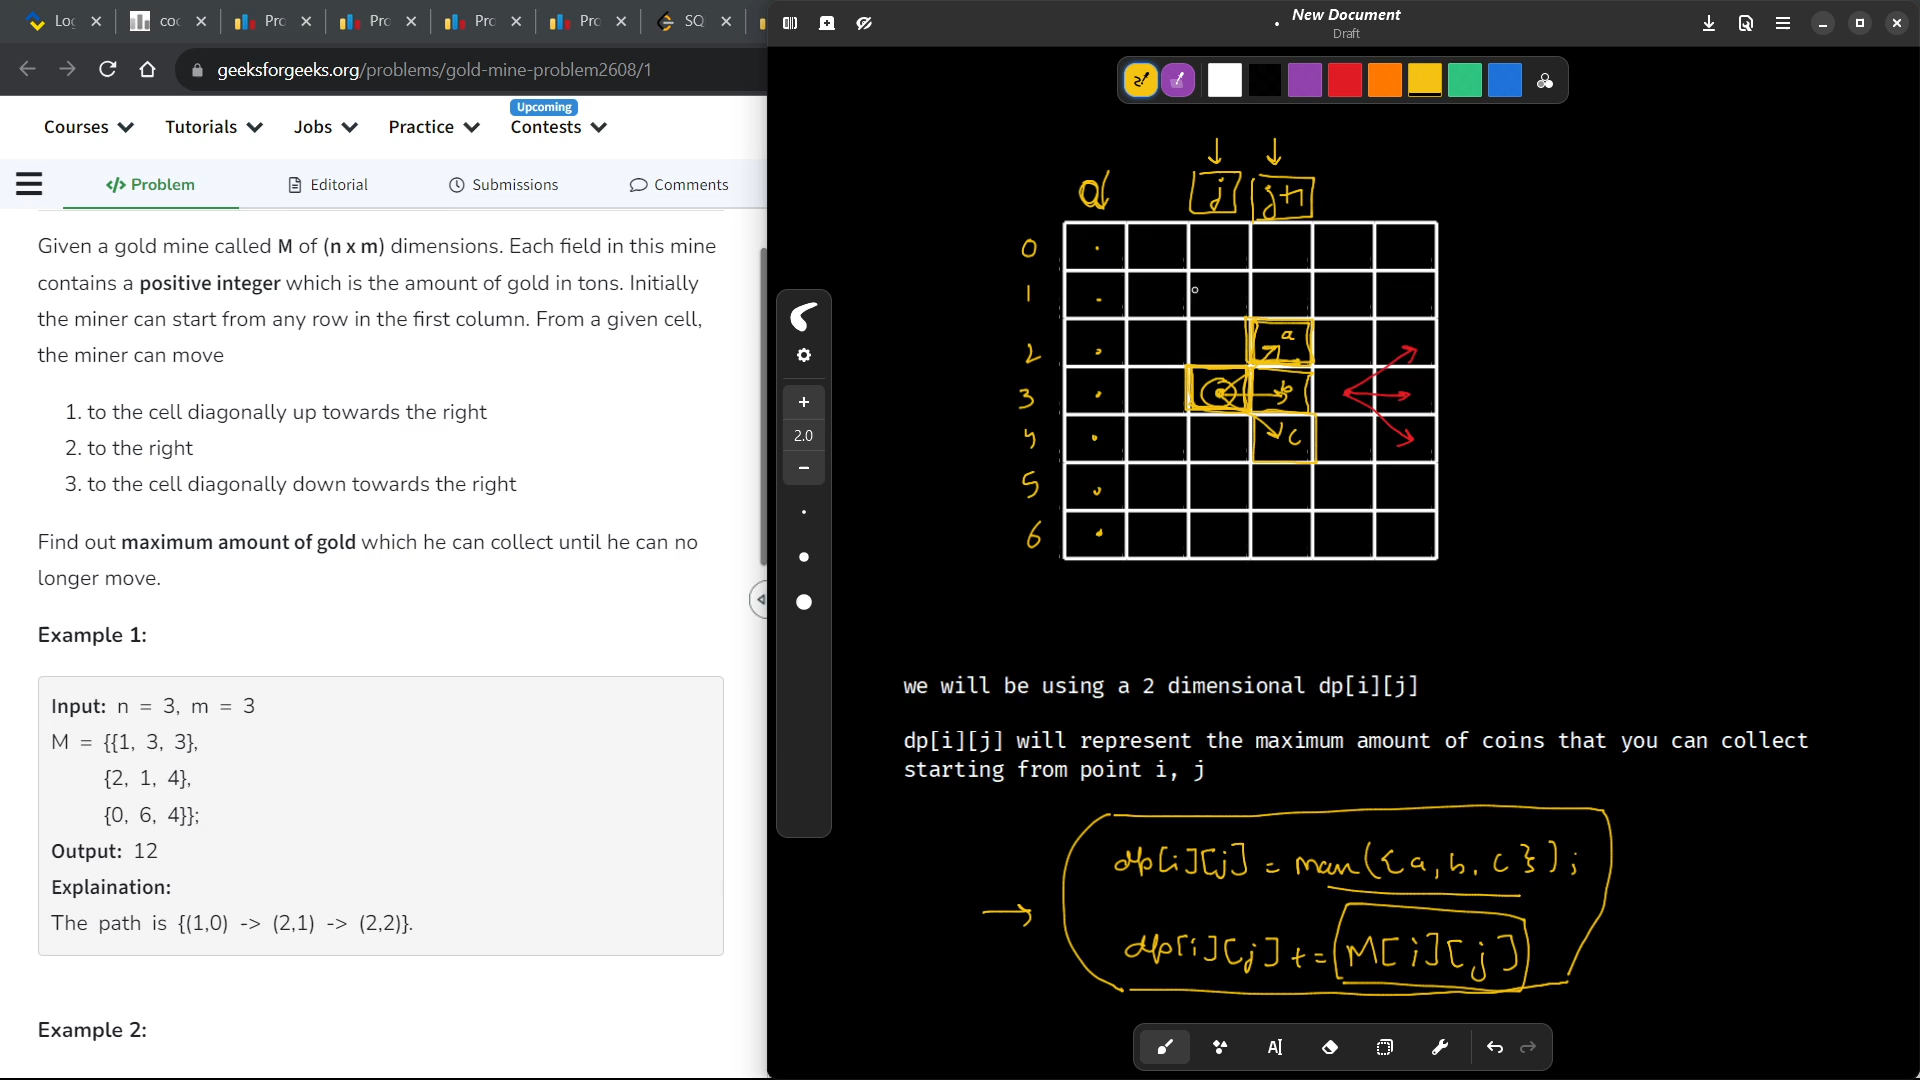 Lo
coc
Pro
Pro
Pro
Pro
SQ
geeksforgeeks.org/problems/gold-mine-problem2608/1
Upcoming
Courses Tutorials Jobs Practice Contests
Problem Editorial Submissions Comments
Given a gold mine called M of (n x m) dimensions. Each field in this mine
contains a positive integer which is the amount of gold in tons. Initially
the miner can start from any row in the first column. From a given cell,
the miner can move
1. to the cell diagonally up towards the right
2. to the right
3. to the cell diagonally down towards the right
Find out maximum amount of gold which he can collect until he can no
longer move.
Example 1:
Input: n = 3, m = 3
M = {{1, 3, 3},
{2, 1, 4},
{0, 6, 4}};
Output: 12
Explaination:
The path is {(1,0) -> (2,1) -> (2,2)}.
Example 2:
New Document
Draft
2.0
j j+1
0
1
2 a
3 b
4 c
5
6
we will be using a 2 dimensional dp[i][j]
dp[i][j] will represent the maximum amount of coins that you can collect
starting from point i, j
dp[i][j] = max({a, b, c});
dp[i][j] += M[i][j]